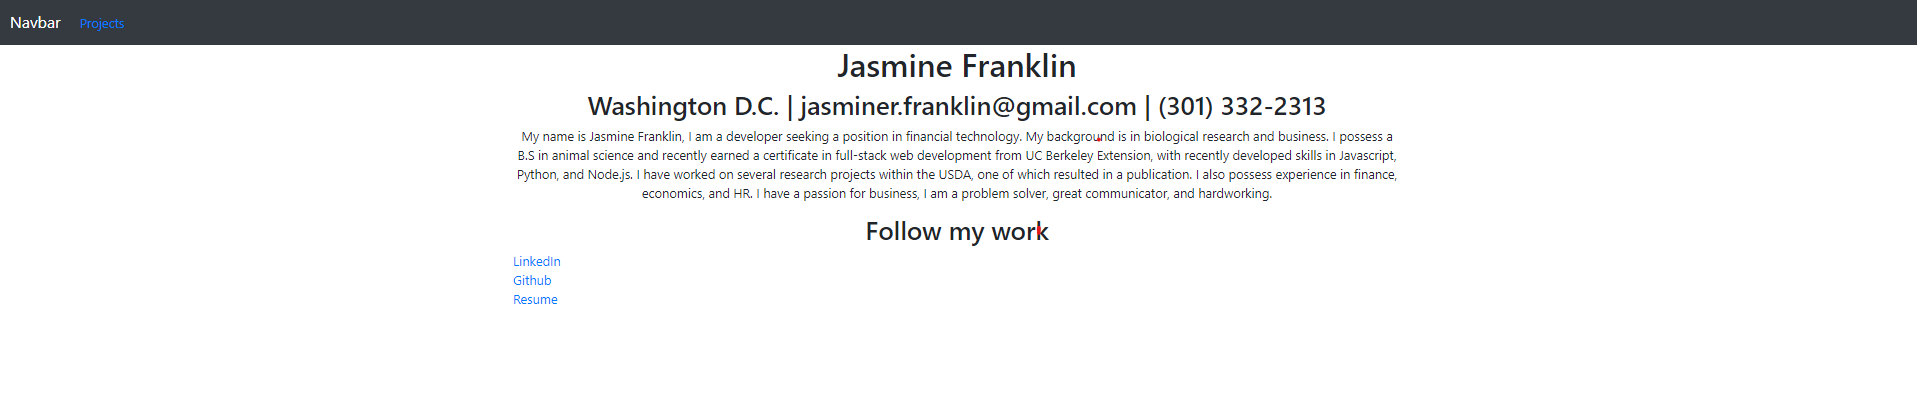 Navbar Projects
Jasmine Franklin
Washington D.C. | jasminer.franklin@gmail.com | (301) 332-2313
My name is Jasmine Franklin, I am a developer seeking a position in financial technology. My background is in biological research and business. I possess a
B.S in animal science and recently earned a certificate in full-stack web development from UC Berkeley Extension, with recently developed skills in Javascript,
Python, and Node.js. I have worked on several research projects within the USDA, one of which resulted in a publication. I also possess experience in finance,
economics, and HR. I have a passion for business, I am a problem solver, great communicator, and hardworking.
Follow my work
LinkedIn
Github
Resume